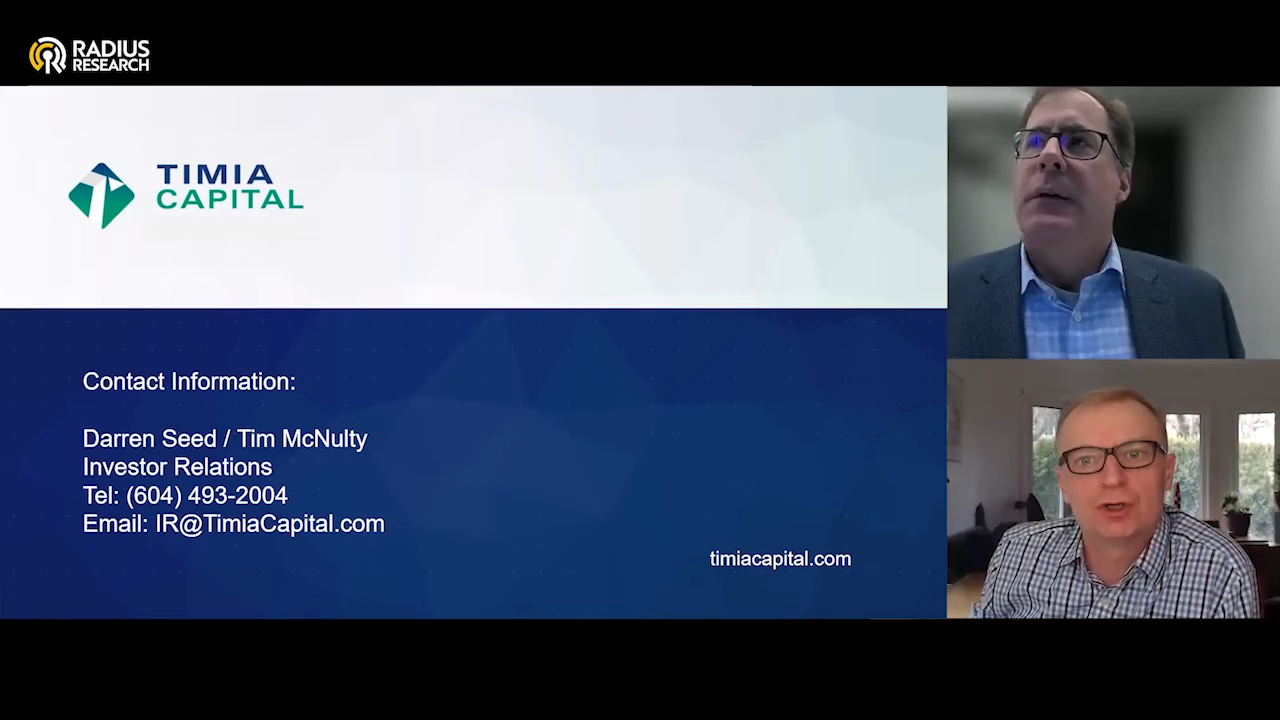 RADIUS
RESEARCH
TIMIA
CAPITAL
Contact Information:
Darren Seed / Tim McNulty
Investor Relations
Tel: (604) 493-2004
Email: IR@TimiaCapital.com
timiacapital.com